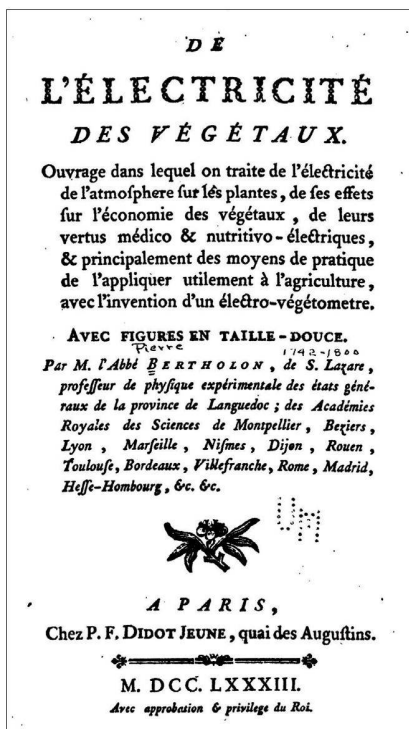 DE
L'ÉLECTRICITÉ
DES VÉGÉTAUX.
Ouvrage dans lequel on traite de l'électricité
de l'atmoſphere ſur les plantes, de ſes effets
ſur l'économie des végétaux, de leurs
vertus médico & nutritivo-électriques,
& principalement des moyens de pratique
de l'appliquer utilement à l'agriculture,
avec l'invention d'un électro-végétometre.
AVEC FIGURES EN TAILLE-DOUCE.
Pierre 1742-1800
Par M. l'Abbé BERTHOLON, de S. Lazare,
profeſſeur de phyſique expérimentale des états géné-
raux de la province de Languedoc; des Académies
Royales des Sciences de Montpellier, Beziers,
Lyon, Marſeille, Niſmes, Dijon, Rouen,
Toulouſe, Bordeaux, Villefranche, Rome, Madrid,
Heſſe-Hombourg, &c. &c.
UM
A PARIS,
Chez P. F. DIDOT JEUNE, quai des Auguſtins.
M. DCC. LXXXIII.
Avec approbation & privilege du Roi.